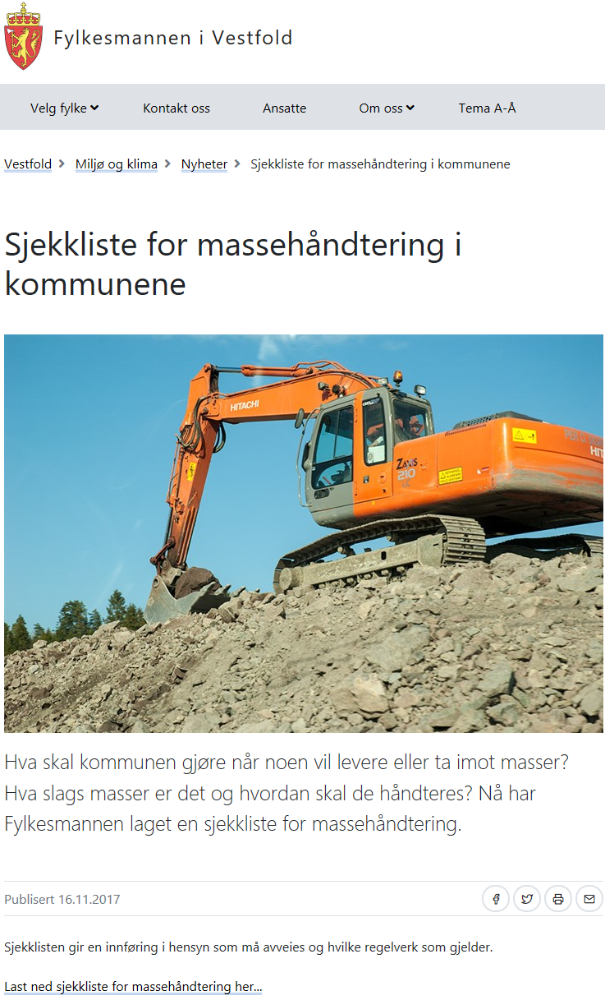 Fylkesmannen i Vestfold
Velg fylke
Kontakt oss
Ansatte
Om oss
Tema A-Å
Vestfold > Miljø og klima > Nyheter > Sjekkliste for massehåndtering i kommunene
Sjekkliste for massehåndtering i
kommunene
HITACHI
ZAXIS
210
LC
HIT
Hva skal kommunen gjøre når noen vil levere eller ta imot masser?
Hva slags masser er det og hvordan skal de håndteres? Nå har
Fylkesmannen laget en sjekkliste for massehåndtering.
Publisert 16.11.2017
Sjekklisten gir en innføring i hensyn som må avveies og hvilke regelverk som gjelder.
Last ned sjekkliste for massehåndtering her...